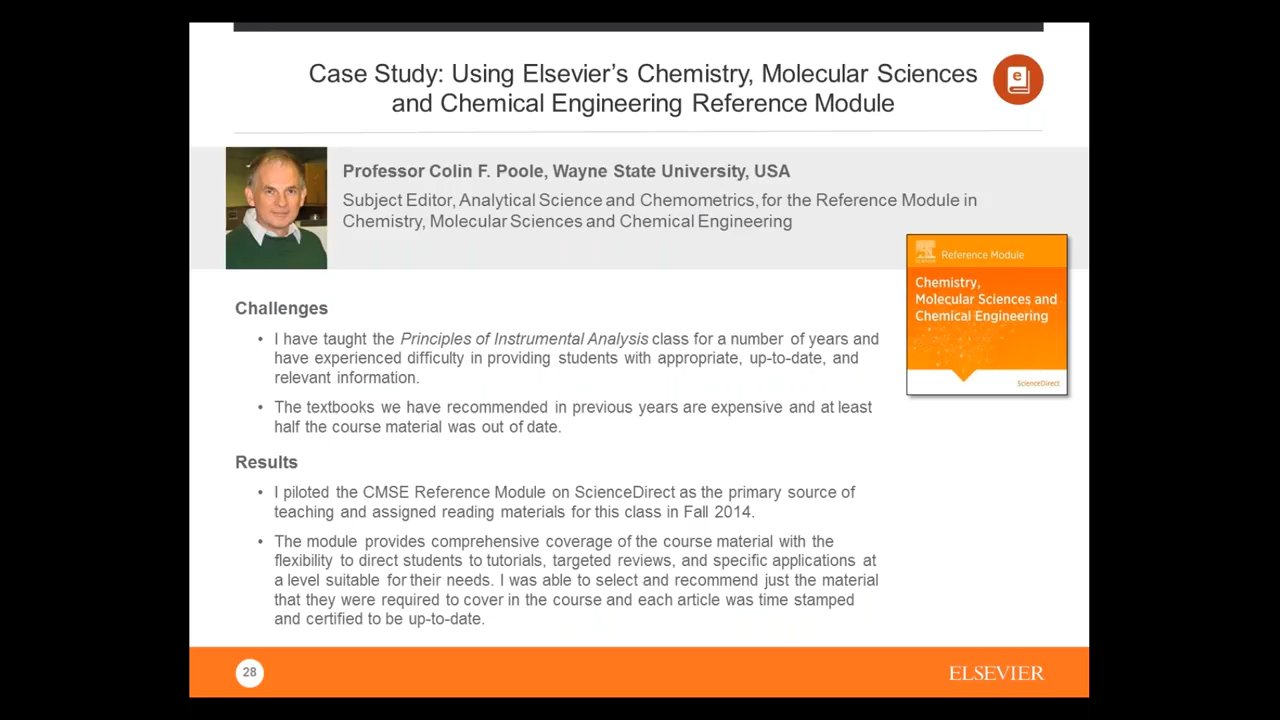 Case Study: Using Elsevier’s Chemistry, Molecular Sciences
and Chemical Engineering Reference Module
e
Professor Colin F. Poole, Wayne State University, USA
Subject Editor, Analytical Science and Chemometrics, for the Reference Module in
Chemistry, Molecular Sciences and Chemical Engineering
Reference Module
Chemistry,
Molecular Sciences and
Chemical Engineering
ScienceDirect
Challenges
• I have taught the Principles of Instrumental Analysis class for a number of years and
have experienced difficulty in providing students with appropriate, up-to-date, and
relevant information.
• The textbooks we have recommended in previous years are expensive and at least
half the course material was out of date.
Results
• I piloted the CMSE Reference Module on ScienceDirect as the primary source of
teaching and assigned reading materials for this class in Fall 2014.
• The module provides comprehensive coverage of the course material with the
flexibility to direct students to tutorials, targeted reviews, and specific applications at
a level suitable for their needs. I was able to select and recommend just the material
that they were required to cover in the course and each article was time stamped
and certified to be up-to-date.
28
ELSEVIER